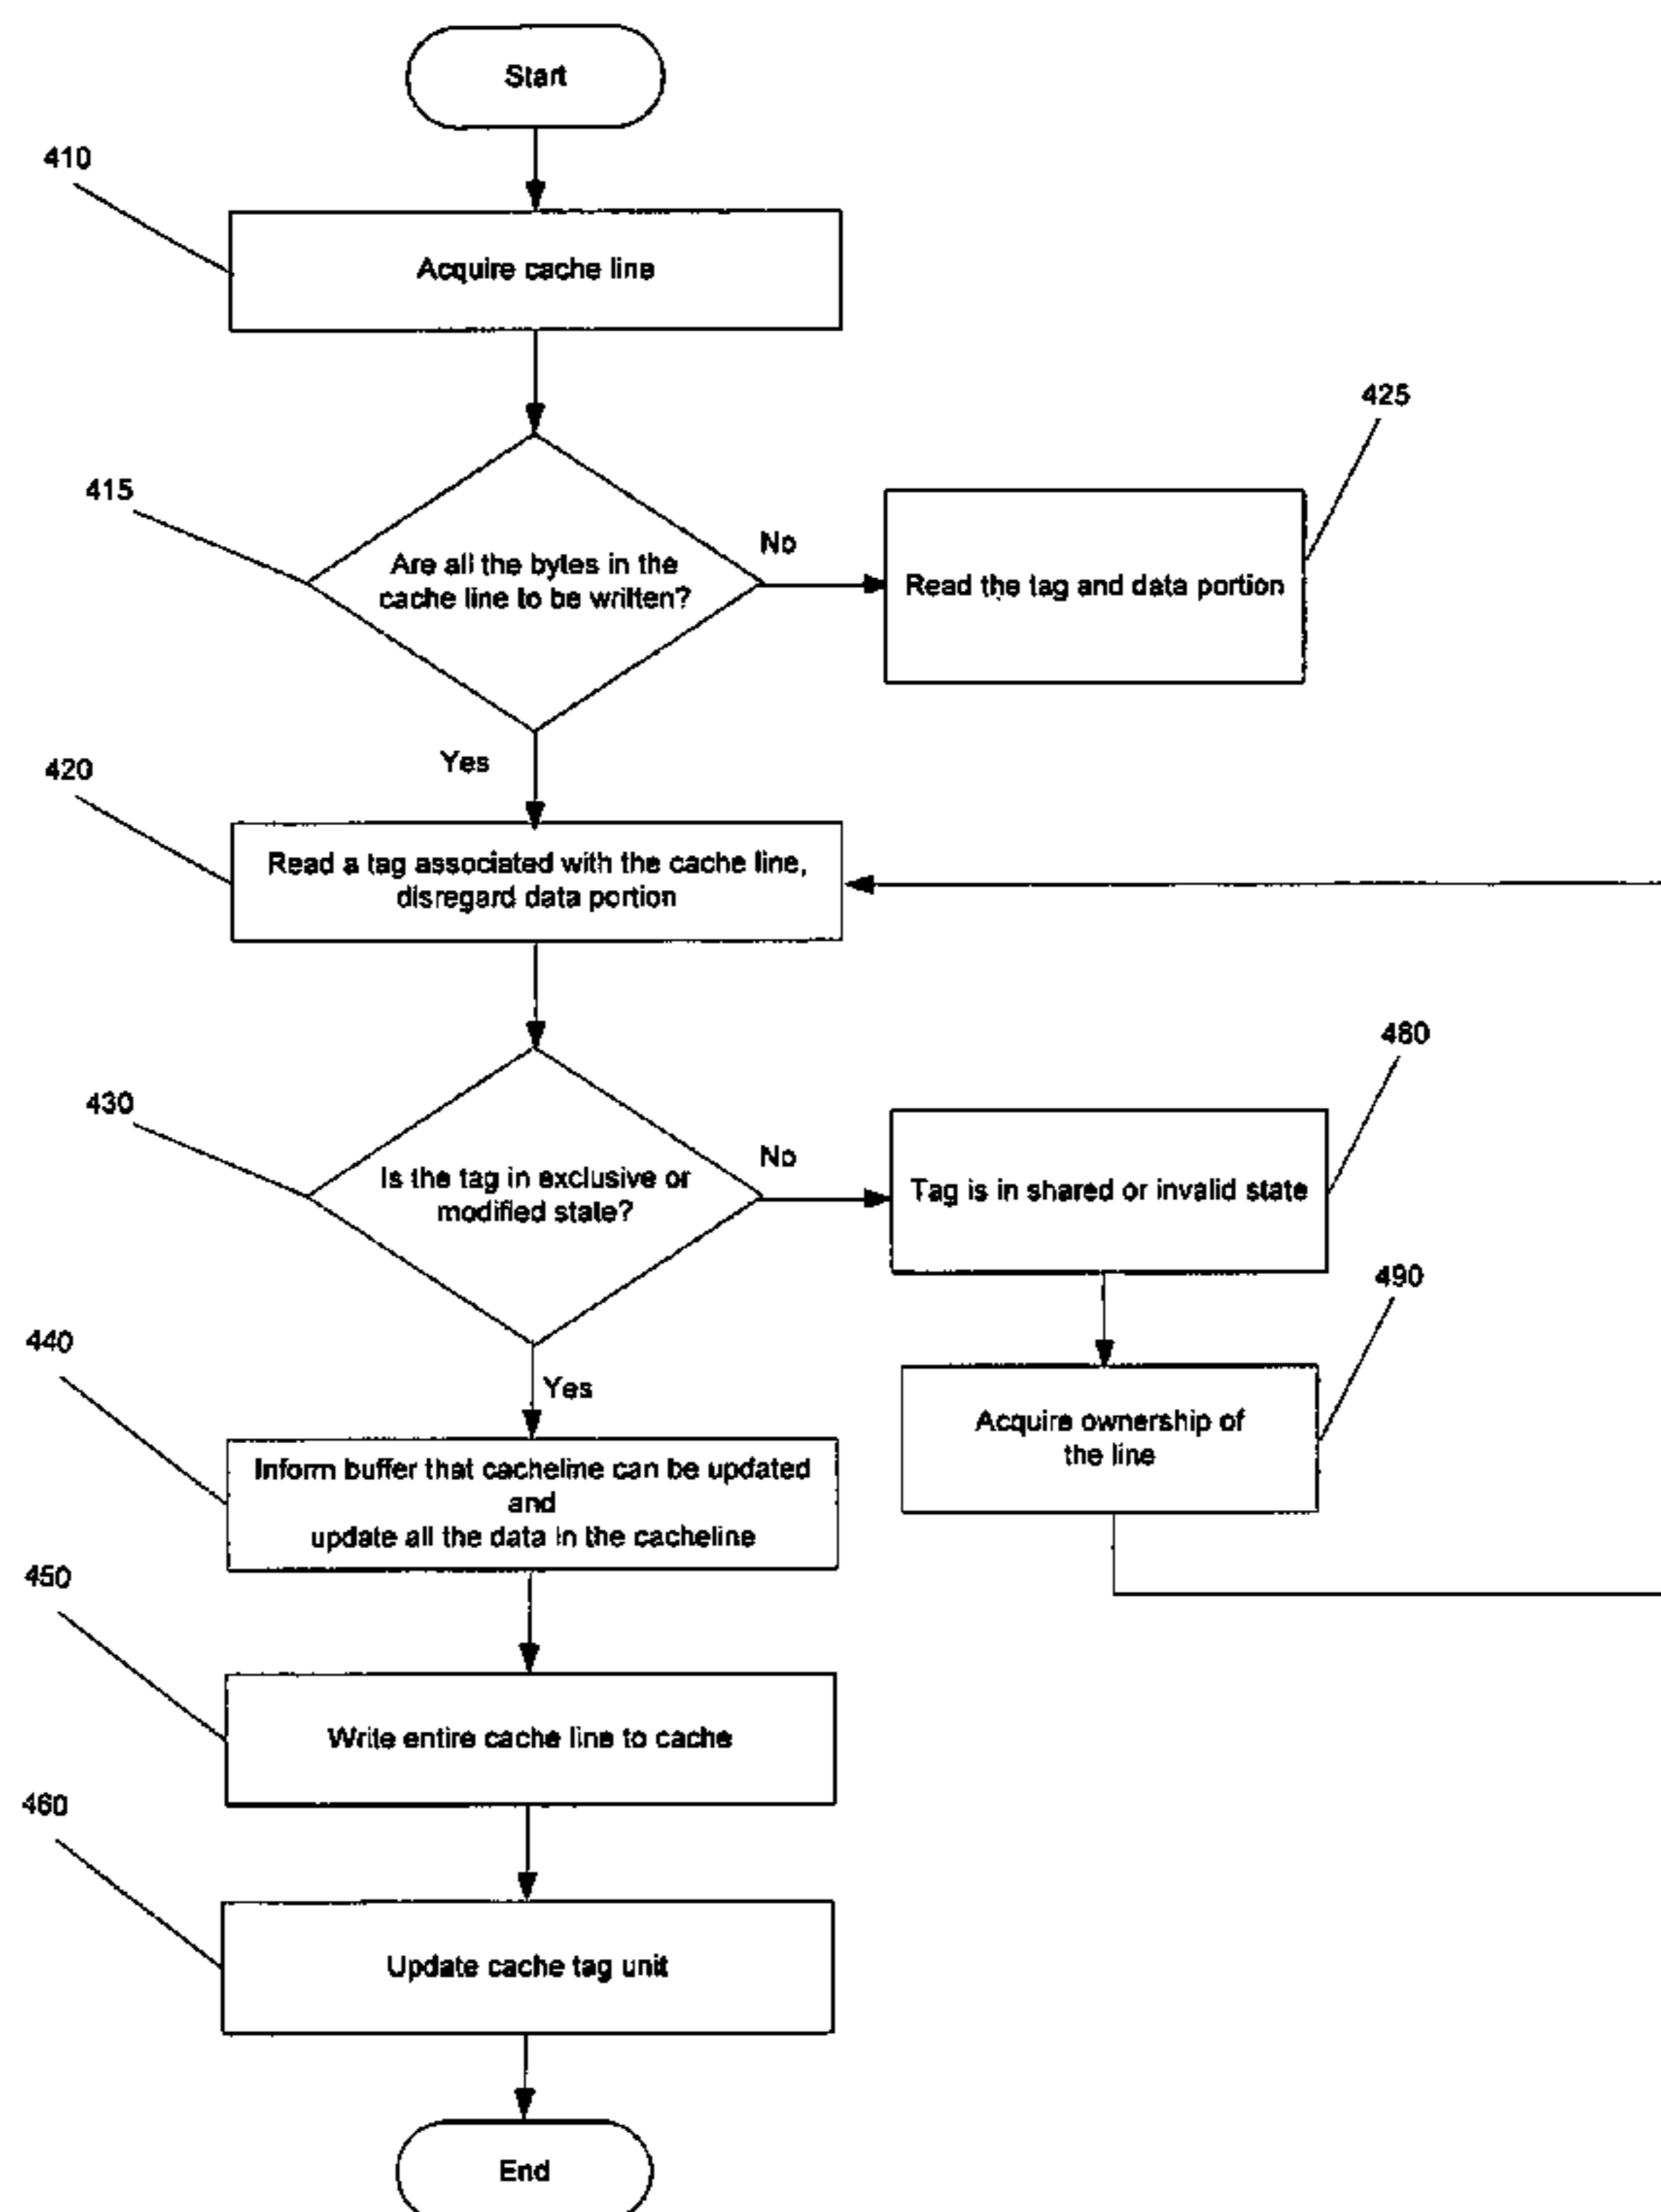 Start
410
Acquire cache line
425
415
No
Are all the bytes in the
cache line to be written?
Read the tag and data portion
Yes
420
Read a tag associated with the cache line,
disregard data portion
480
430
No
Is the tag in exclusive or
modified state?
Tag is in shared or invalid state
490
440
Yes
Acquire ownership of
the line
Inform buffer that cacheline can be updated
and
update all the data in the cacheline
450
Write entire cache line to cache
460
Update cache tag unit
End